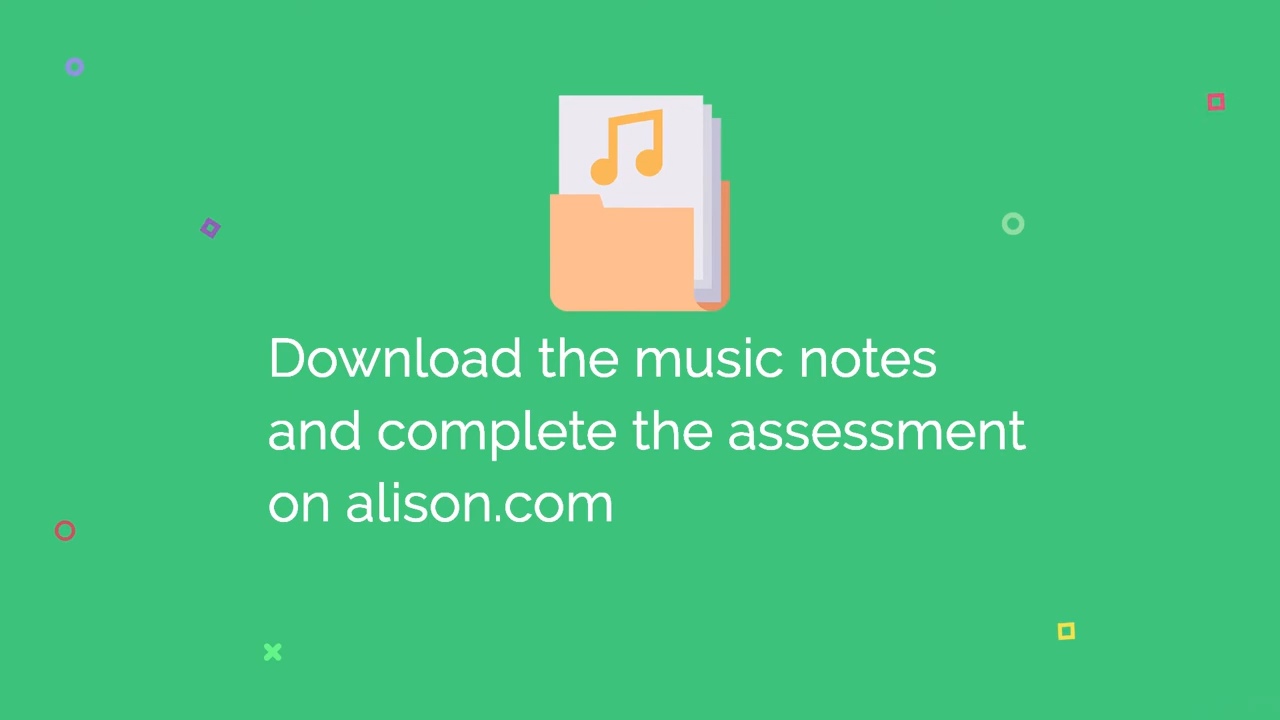 Download the music notes
and complete the assessment
on alison.com